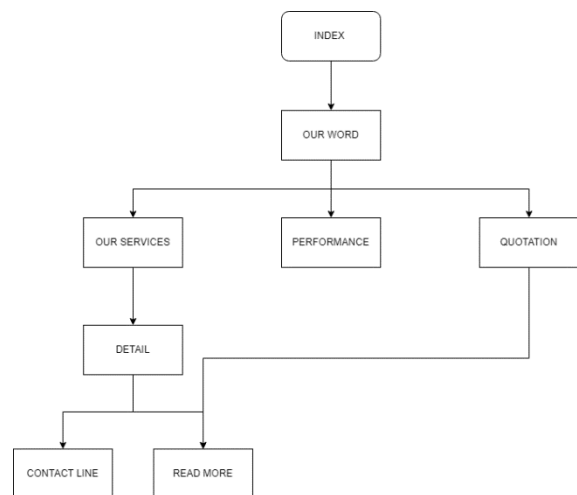 INDEX
OUR WORD
OUR SERVICES
PERFORMANCE
QUOTATION
DETAIL
CONTACT LINE
READ MORE